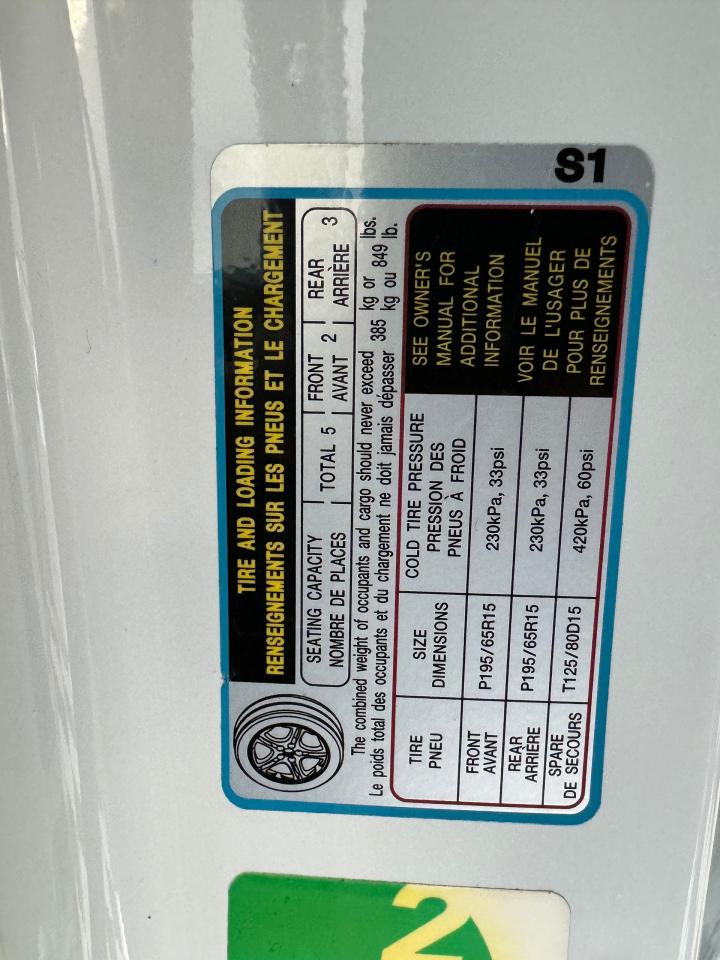 S1
TIRE AND LOADING INFORMATION
RENSEIGNEMENTS SUR LES PNEUS ET LE CHARGEMENT
SEATING CAPACITY
NOMBRE DE PLACES
TOTAL 5
FRONT
AVANT 2
REAR
ARRIÈRE 3
The combined weight of occupants and cargo should never exceed 385 kg or 849 lbs.
Le poids total des occupants et du chargement ne doit jamais dépasser 385 kg ou 849 lb.
TIRE
PNEU
SIZE
DIMENSIONS
COLD TIRE PRESSURE
PRESSION DES
PNEUS À FROID
SEE OWNER'S
MANUAL FOR
ADDITIONAL
INFORMATION
VOIR LE MANUEL
DE L'USAGER
POUR PLUS DE
RENSEIGNEMENTS
FRONT
AVANT
P195/65R15
230kPa, 33psi
REAR
ARRIÈRE
P195/65R15
230kPa, 33psi
SPARE
DE SECOURS
T125/80D15
420kPa, 60psi
2